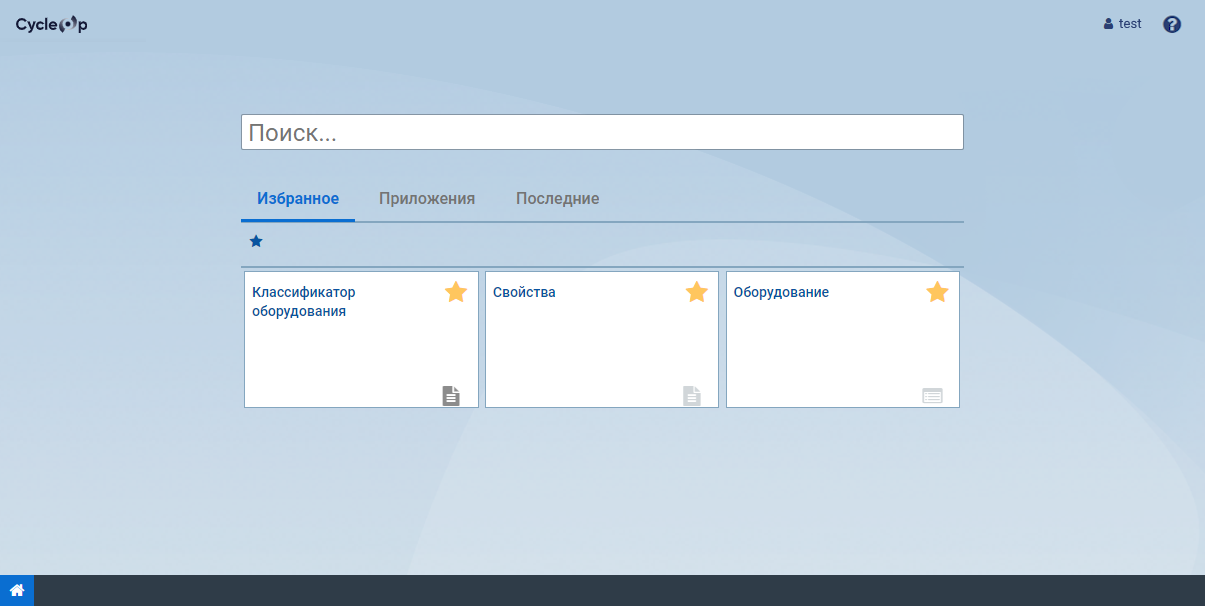 CycleOp
test
Поиск...
Избранное
Приложения
Последние
Классификатор
оборудования
Свойства
Оборудование